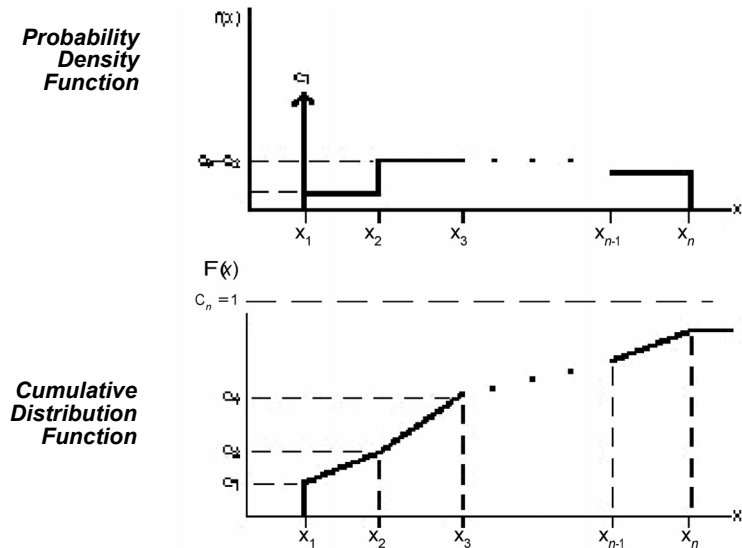 Probability
Density
Function
f(x)
c₁
x
x₁ x₂ x₃ xₙ₋₁ xₙ
F(x)
Cₙ = 1
Cumulative
Distribution
Function
c₃
c₂
c₁
x
x₁ x₂ x₃ xₙ₋₁ xₙ